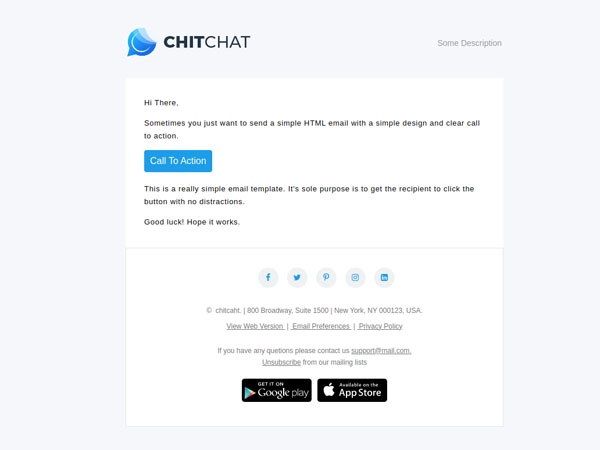 CHITCHAT
Some Description
Hi There,
Sometimes you just want to send a simple HTML email with a simple design and clear call
to action.
Call To Action
This is a really simple email template. It's sole purpose is to get the recipient to click the
button with no distractions.
Good luck! Hope it works.
© chitcaht. | 800 Broadway, Suite 1500 | New York, NY 000123, USA.
View Web Version | Email Preferences | Privacy Policy
If you have any quetions please contact us support@mail.com.
Unsubscribe from our mailing lists
GET IT ON
Google play
Available on the
App Store